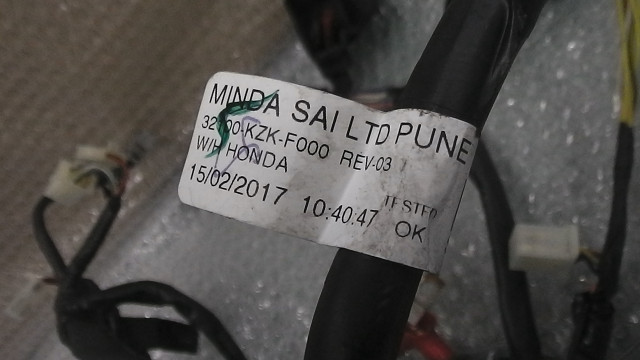 MINDA SAI LTD PUNE
32100-KZK-F000 REV-03
W/H HONDA
15/02/2017 10:40:47 TESTED OK